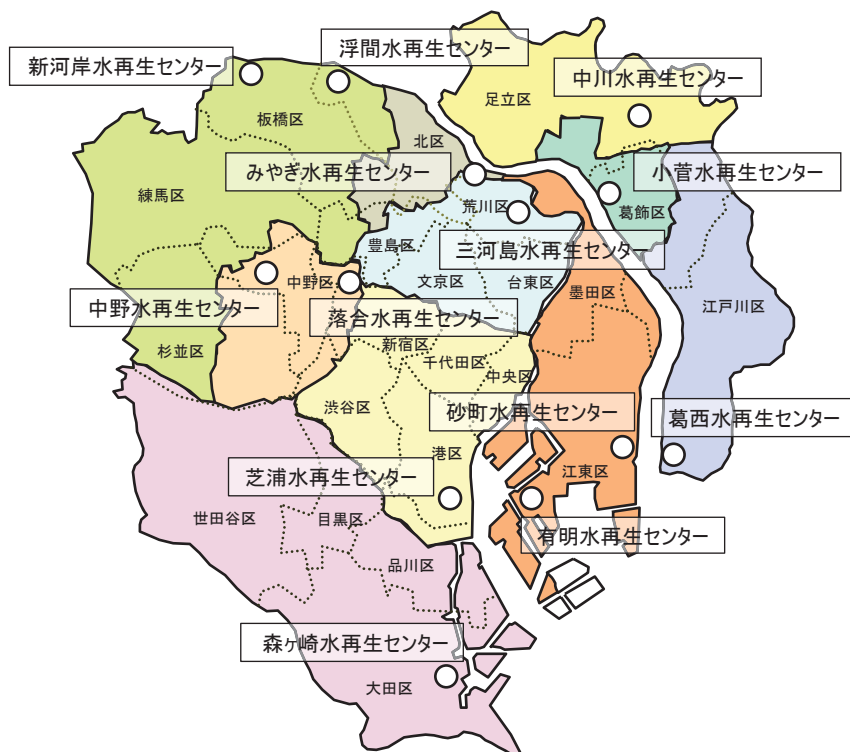 浮間水再生センター
新河岸水再生センター
中川水再生センター
足立区
板橋区
北区
みやぎ水再生センター
小菅水再生センター
練馬区
荒川区
葛飾区
豊島区
三河島水再生センター
文京区
台東区
中野区
墨田区
中野水再生センター
落合水再生センター
江戸川区
新宿区
杉並区
千代田区
中央区
渋谷区
砂町水再生センター
葛西水再生センター
港区
芝浦水再生センター
江東区
世田谷区
目黒区
有明水再生センター
品川区
森ヶ崎水再生センター
大田区